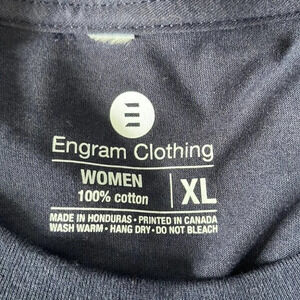 Engram Clothing
WOMEN
100% cotton
XL
MADE IN HONDURAS • PRINTED IN CANADA
WASH WARM • HANG DRY • DO NOT BLEACH